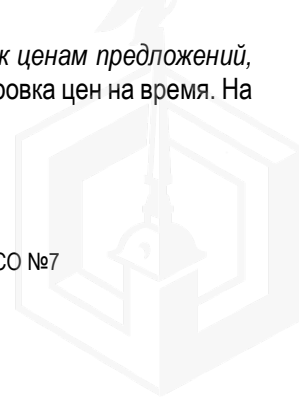 к ценам предложений,
ровка цен на время. На
СО №7